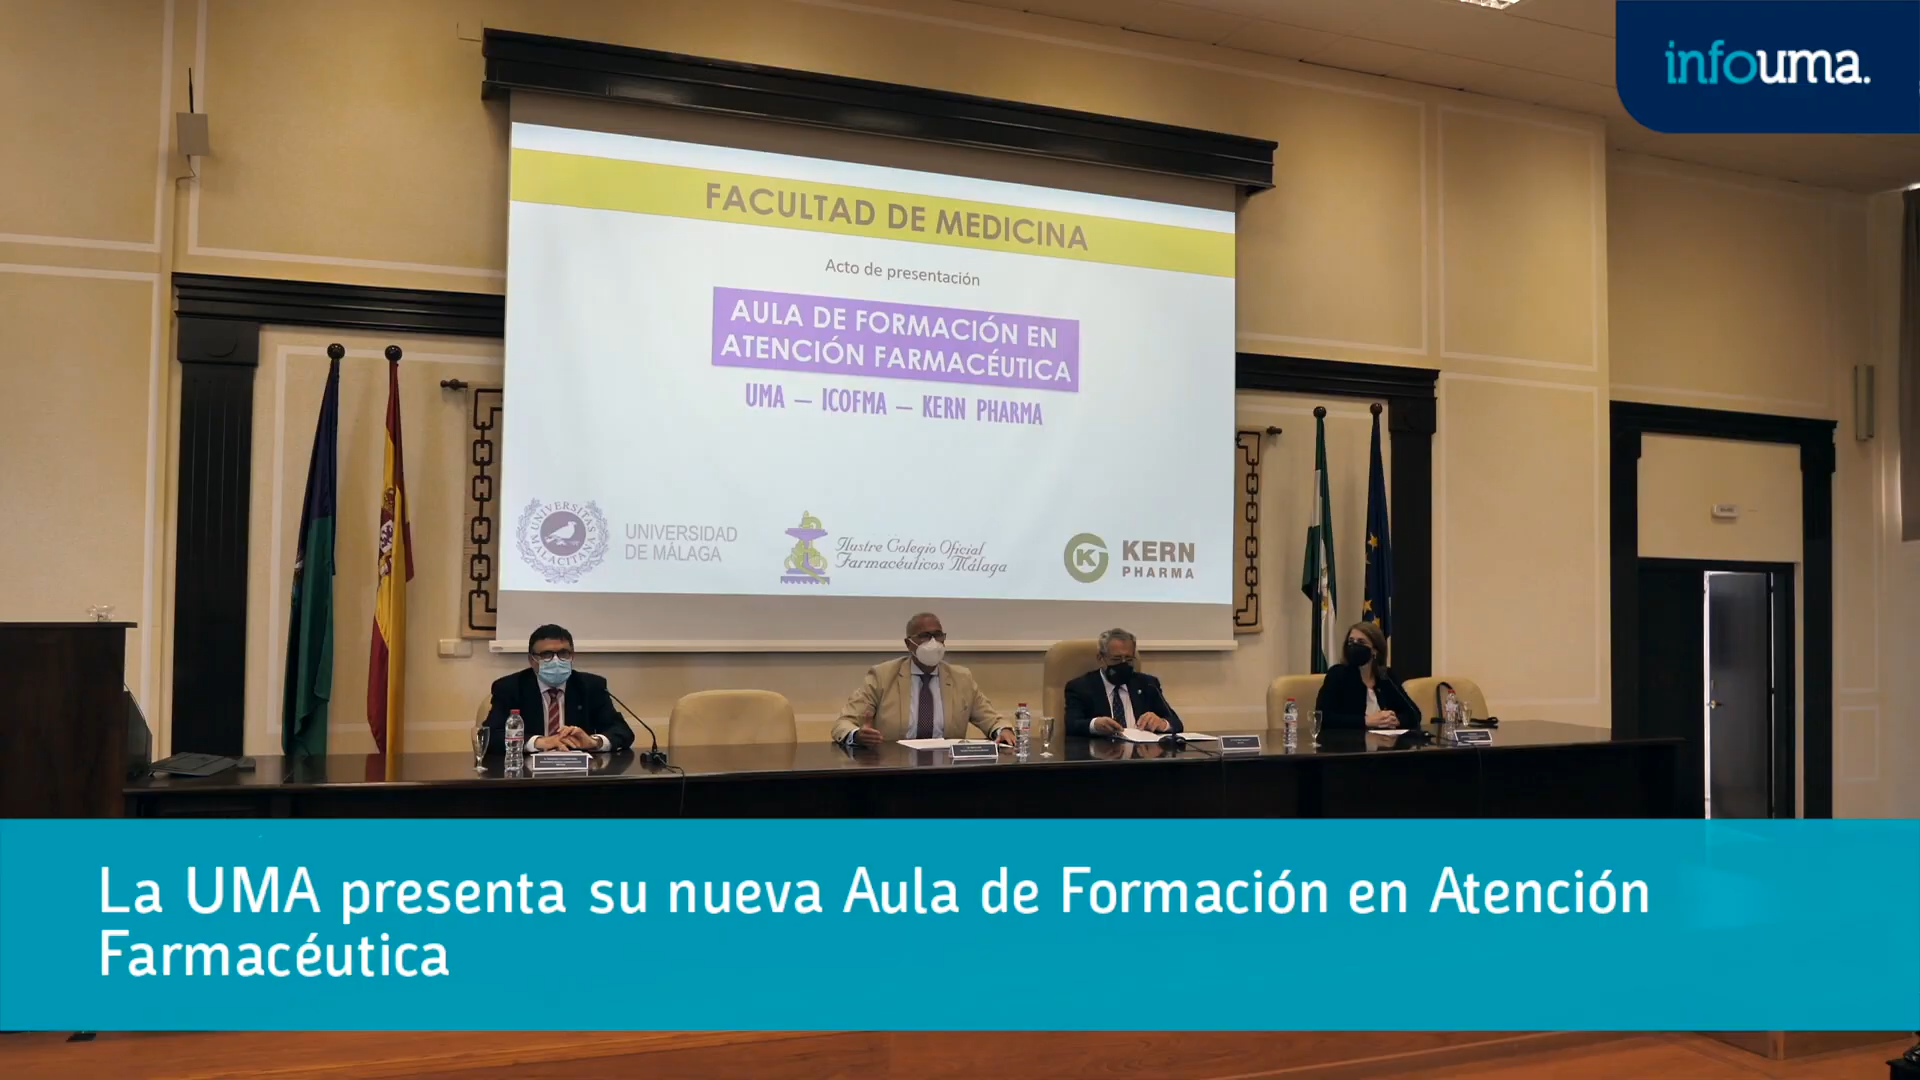 infouma.
FACULTAD DE MEDICINA
Acto de presentación
AULA DE FORMACIÓN EN
ATENCIÓN FARMACÉUTICA
UMA – ICOFMA – KERN PHARMA
UNIVERSITAS
MALACITANA
UNIVERSIDAD
DE MÁLAGA
Ilustre Colegio Oficial
Farmacéuticos Málaga
K
KERN
PHARMA
La UMA presenta su nueva Aula de Formación en Atención
Farmacéutica